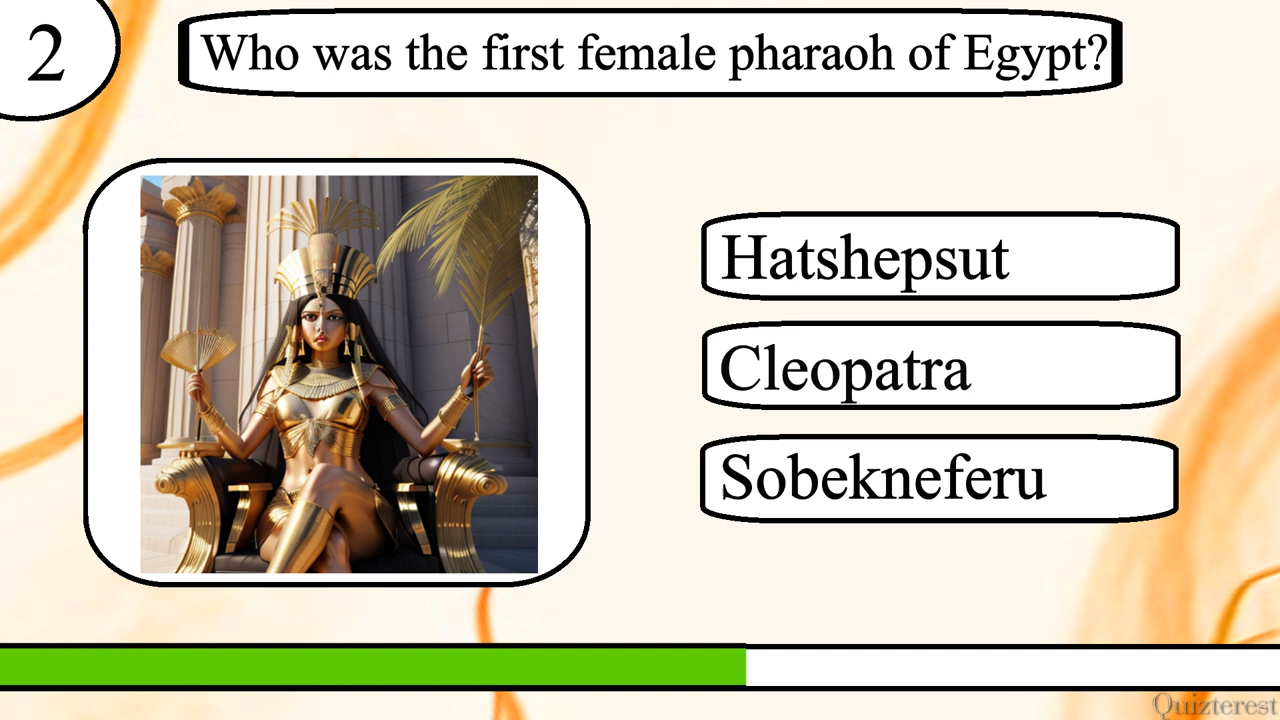 2
Who was the first female pharaoh of Egypt?
Hatshepsut
Cleopatra
Sobekneferu
Quizterest